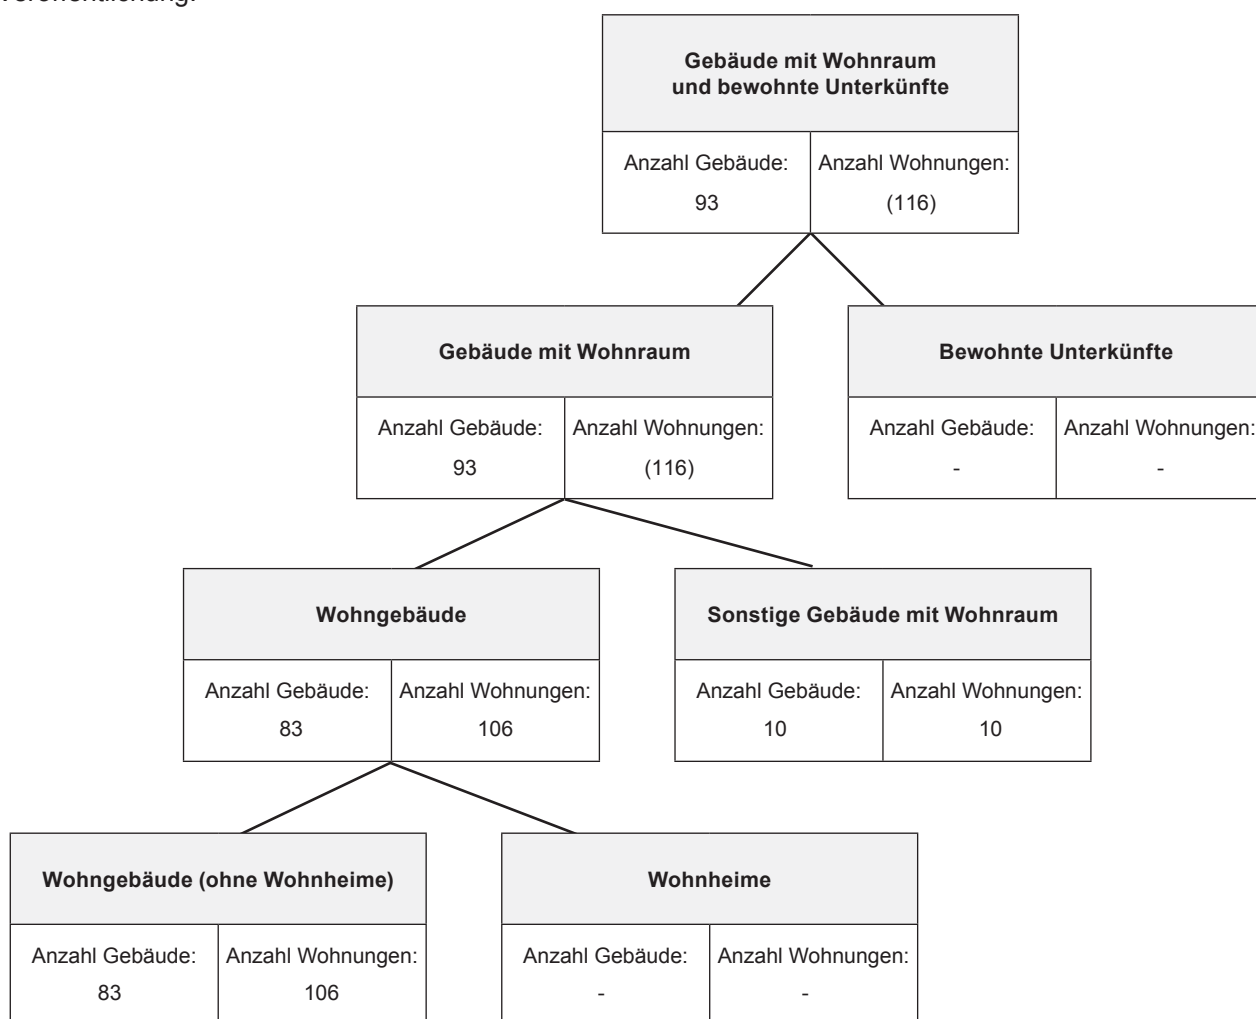 Veröffentlichung.
Gebäude mit Wohnraum
und bewohnte Unterkünfte
Anzahl Gebäude:
93
Anzahl Wohnungen:
(116)
Gebäude mit Wohnraum
Anzahl Gebäude:
93
Anzahl Wohnungen:
(116)
Bewohnte Unterkünfte
Anzahl Gebäude:
-
Anzahl Wohnungen:
-
Wohngebäude
Anzahl Gebäude:
83
Anzahl Wohnungen:
106
Sonstige Gebäude mit Wohnraum
Anzahl Gebäude:
10
Anzahl Wohnungen:
10
Wohngebäude (ohne Wohnheime)
Anzahl Gebäude:
83
Anzahl Wohnungen:
106
Wohnheime
Anzahl Gebäude:
-
Anzahl Wohnungen:
-